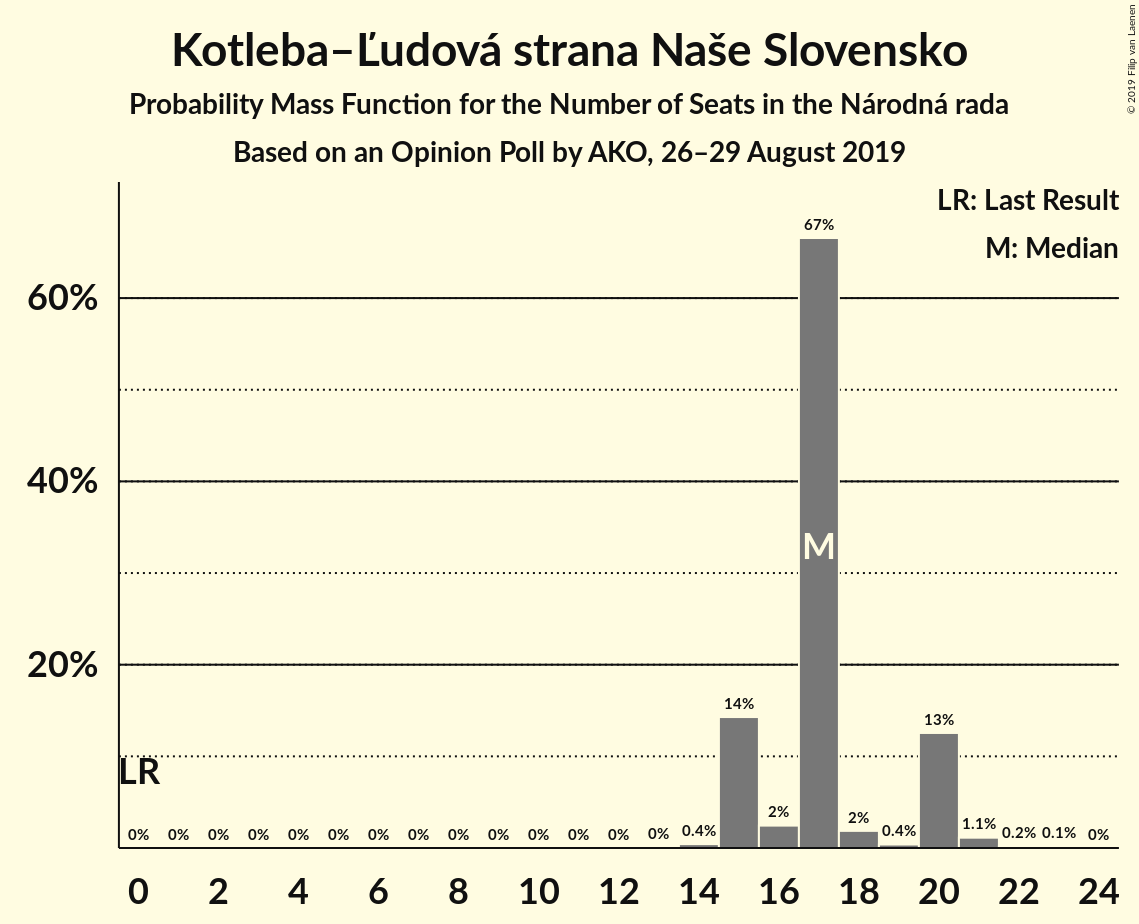 Kotleba–Ľudová strana Naše Slovensko
Probability Mass Function for the Number of Seats in the Národná rada
Based on an Opinion Poll by AKO, 26–29 August 2019
© 2019 Filip van Laenen
LR: Last Result
M: Median
67%
60%
40%
M
20%
14%
13%
LR
0% 0% 0% 0% 0% 0% 0% 0% 0% 0% 0% 0% 0% 0% 0.4% 2% 2% 0.4% 1.1% 0.2% 0.1% 0%
0 2 4 6 8 10 12 14 16 18 20 22 24